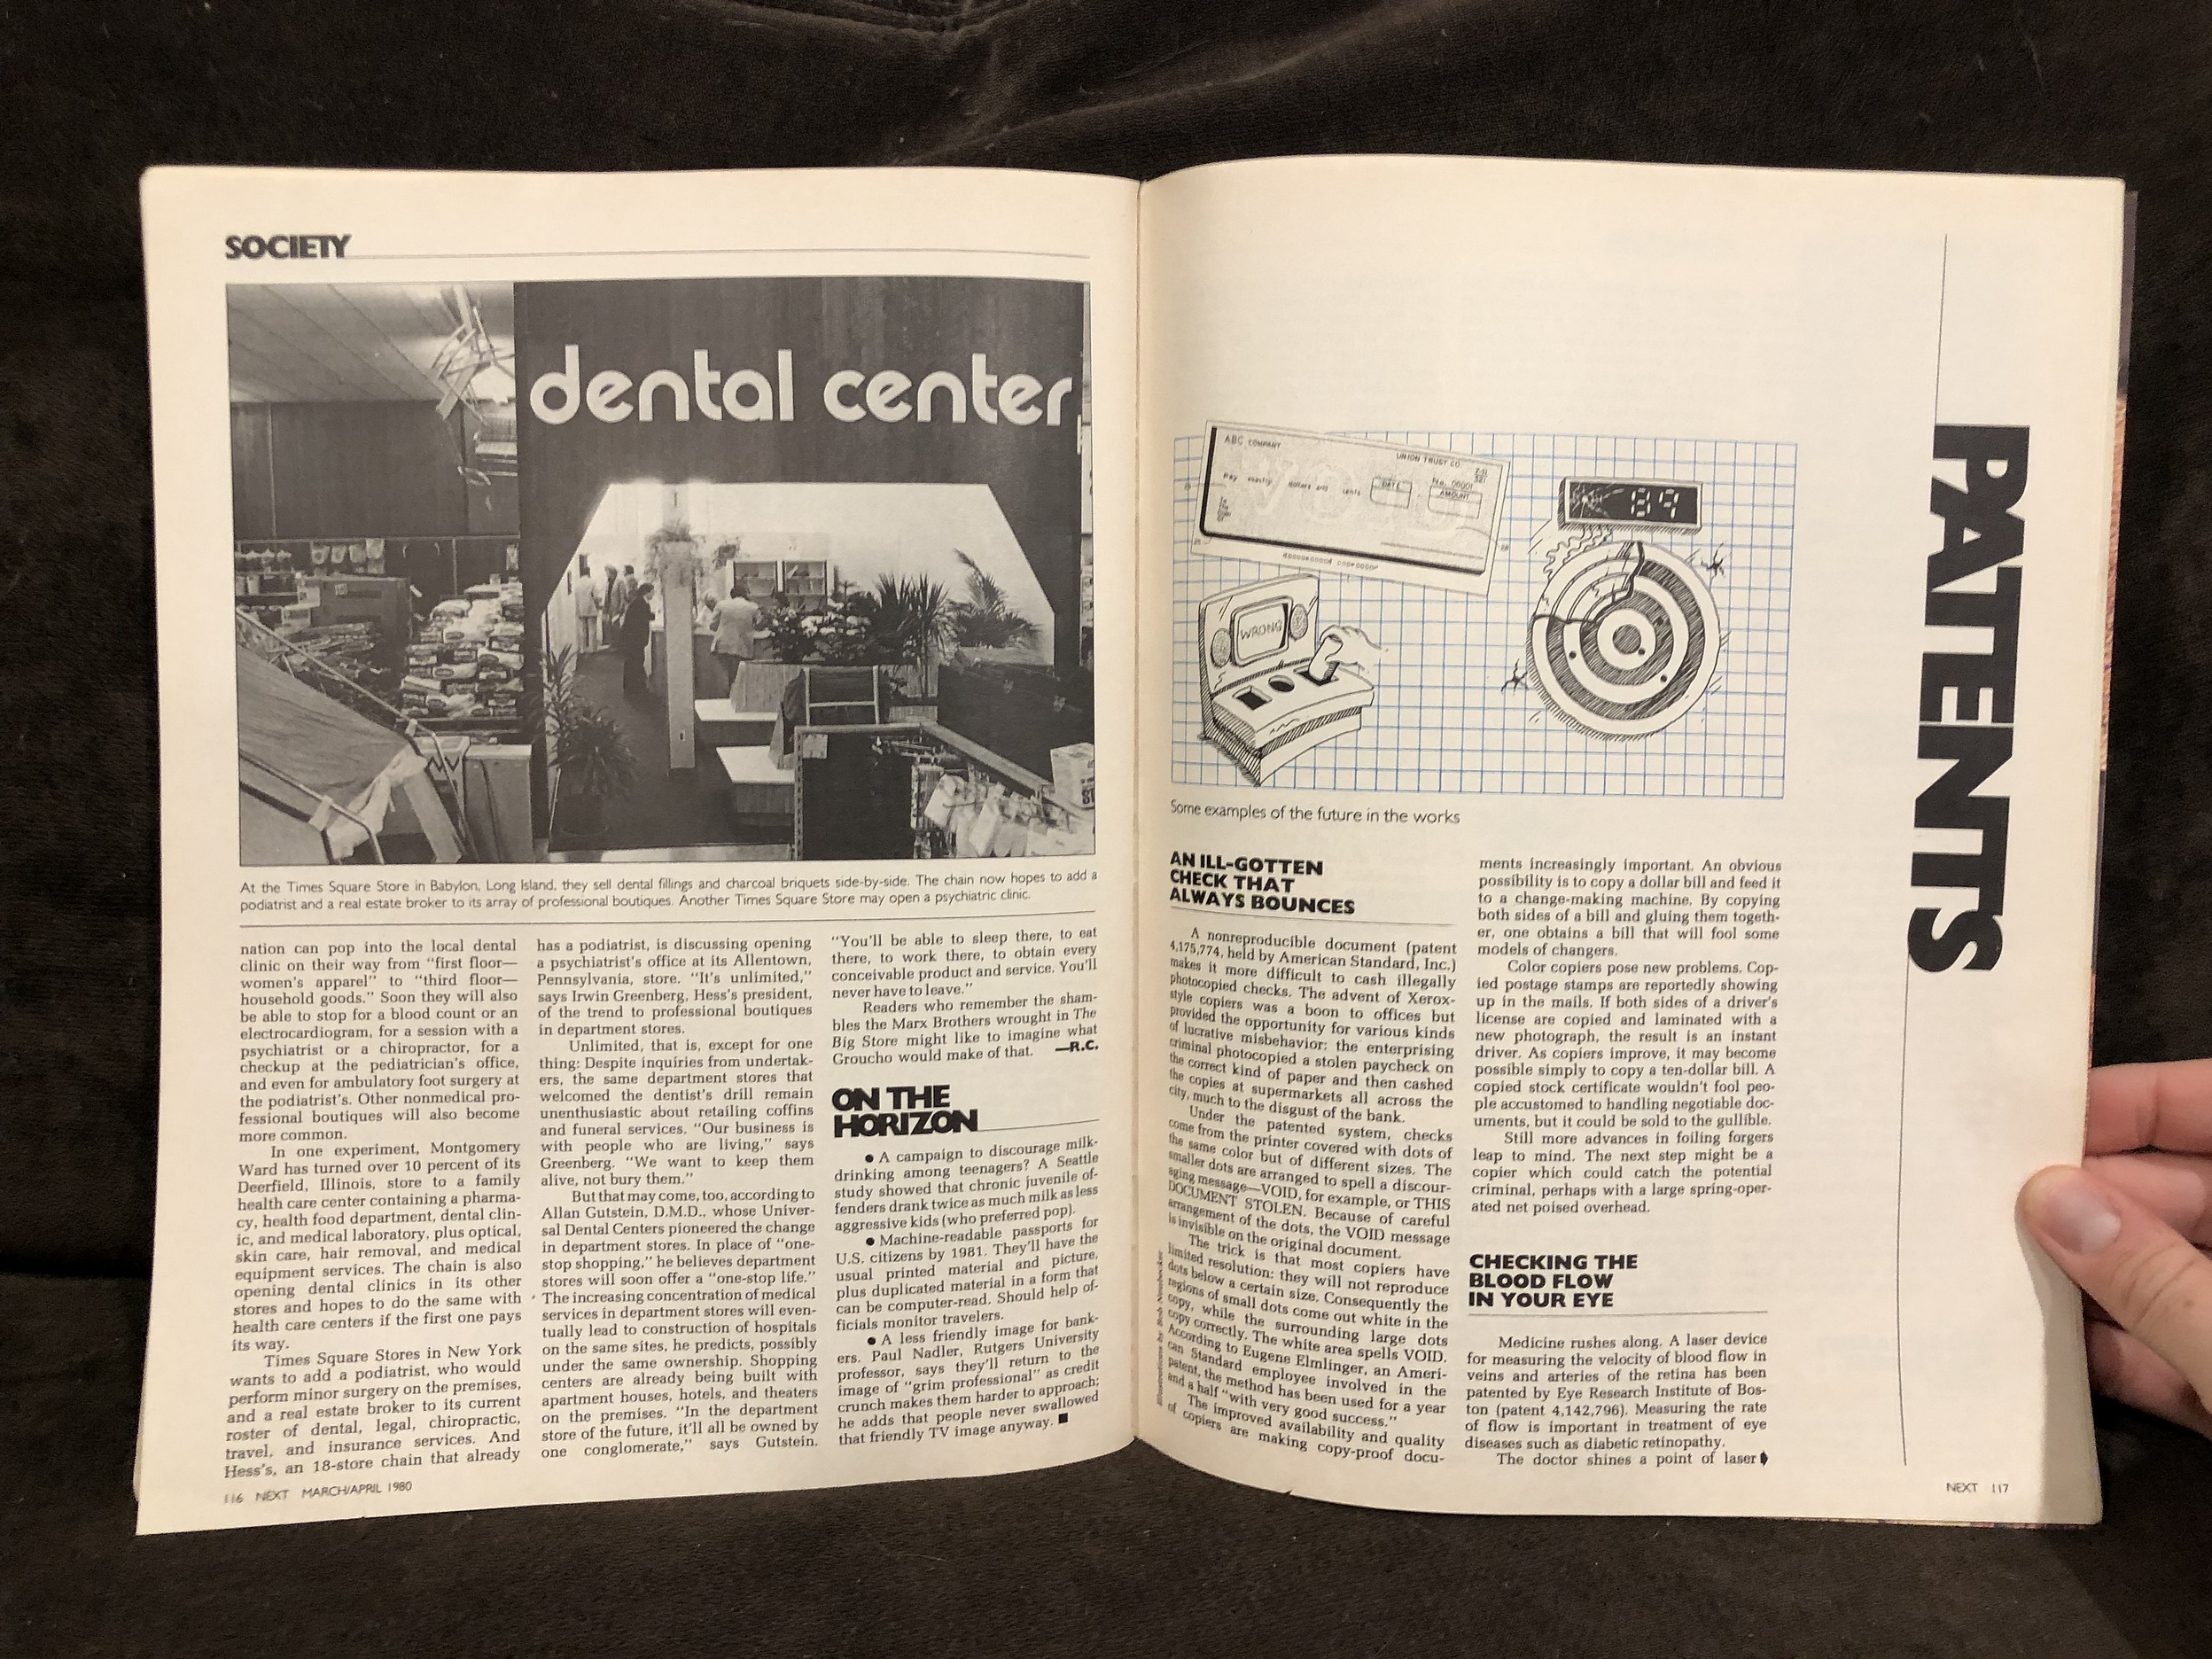 SOCIETY
dental center
At the Times Square Store in Babylon, Long Island, they sell dental fillings and charcoal briquets side-by-side. The chain now hopes to add a
podiatrist and a real estate broker to its array of professional boutiques. Another Times Square Store may open a psychiatric clinic.
nation can pop into the local dental
clinic on their way from "first floor—
women's apparel" to "third floor—
household goods." Soon they will also
be able to stop for a blood count or an
electrocardiogram, for a session with a
psychiatrist or a chiropractor, for a
checkup at the pediatrician's office,
and even for ambulatory foot surgery at
the podiatrist's. Other nonmedical pro-
fessional boutiques will also become
more common.
In one experiment, Montgomery
Ward has turned over 10 percent of its
Deerfield, Illinois, store to a family
health care center containing a pharma-
cy, health food department, dental clin-
ic, and medical laboratory, plus optical,
skin care, hair removal, and medical
equipment services. The chain is also
opening dental clinics in its other
stores and hopes to do the same with
health care centers if the first one pays
its way.
Times Square Stores in New York
wants to add a podiatrist, who would
perform minor surgery on the premises,
and a real estate broker to its current
roster of dental, legal, chiropractic,
travel, and insurance services. And
Hess's, an 18-store chain that already
has a podiatrist, is discussing opening
a psychiatrist's office at its Allentown,
Pennsylvania, store. "It's unlimited,"
says Irwin Greenberg, Hess's president,
of the trend to professional boutiques
in department stores.
Unlimited, that is, except for one
thing: Despite inquiries from undertak-
ers, the same department stores that
welcomed the dentist's drill remain
unenthusiastic about retailing coffins
and funeral services. "Our business is
with people who are living," says
Greenberg. "We want to keep them
alive, not bury them."
But that may come, too, according to
Allan Gutstein, D.M.D., whose Univer-
sal Dental Centers pioneered the change
in department stores. In place of "one-
stop shopping," he believes department
stores will soon offer a "one-stop life."
The increasing concentration of medical
services in department stores will even-
tually lead to construction of hospitals
on the same sites, he predicts, possibly
under the same ownership. Shopping
centers are already being built with
apartment houses, hotels, and theaters
on the premises. "In the department
store of the future, it'll all be owned by
one conglomerate," says Gutstein.
"You'll be able to sleep there, to eat
there, to work there, to obtain every
conceivable product and service. You'll
never have to leave."
Readers who remember the sham-
bles the Marx Brothers wrought in The
Big Store might like to imagine what
Groucho would make of that. —R.C.
ON THE
HORIZON
● A campaign to discourage milk-
drinking among teenagers? A Seattle
study showed that chronic juvenile of-
fenders drank twice as much milk as less
aggressive kids (who preferred pop).
● Machine-readable passports for
U.S. citizens by 1981. They'll have the
usual printed material and picture,
plus duplicated material in a form that
can be computer-read. Should help of-
ficials monitor travelers.
● A less friendly image for bank-
ers. Paul Nadler, Rutgers University
professor, says they'll return to the
image of "grim professional" as credit
crunch makes them harder to approach;
he adds that people never swallowed
that friendly TV image anyway. ■
116 NEXT MARCH/APRIL 1980
PATENTS
ABC COMPANY
UNION TRUST CO.
No. 00001
Pay exactly dollars and cents
DATE
AMOUNT
VOID
WRONG
Some examples of the future in the works
AN ILL-GOTTEN
CHECK THAT
ALWAYS BOUNCES
A nonreproducible document (patent
4,175,774, held by American Standard, Inc.)
makes it more difficult to cash illegally
photocopied checks. The advent of Xerox-
style copiers was a boon to offices but
provided the opportunity for various kinds
of lucrative misbehavior: the enterprising
criminal photocopied a stolen paycheck on
the correct kind of paper and then cashed
the copies at supermarkets all across the
city, much to the disgust of the bank.
Under the patented system, checks
come from the printer covered with dots of
the same color but of different sizes. The
smaller dots are arranged to spell a discour-
aging message—VOID, for example, or THIS
DOCUMENT STOLEN. Because of careful
arrangement of the dots, the VOID message
is invisible on the original document.
The trick is that most copiers have
limited resolution: they will not reproduce
dots below a certain size. Consequently the
regions of small dots come out white in the
copy, while the surrounding large dots
copy correctly. The white area spells VOID.
According to Eugene Elmlinger, an Ameri-
can Standard employee involved in the
patent, the method has been used for a year
and a half "with very good success."
The improved availability and quality
of copiers are making copy-proof docu-
ments increasingly important. An obvious
possibility is to copy a dollar bill and feed it
to a change-making machine. By copying
both sides of a bill and gluing them togeth-
er, one obtains a bill that will fool some
models of changers.
Color copiers pose new problems. Cop-
ied postage stamps are reportedly showing
up in the mails. If both sides of a driver's
license are copied and laminated with a
new photograph, the result is an instant
driver. As copiers improve, it may become
possible simply to copy a ten-dollar bill. A
copied stock certificate wouldn't fool peo-
ple accustomed to handling negotiable doc-
uments, but it could be sold to the gullible.
Still more advances in foiling forgers
leap to mind. The next step might be a
copier which could catch the potential
criminal, perhaps with a large spring-oper-
ated net poised overhead.
CHECKING THE
BLOOD FLOW
IN YOUR EYE
Medicine rushes along. A laser device
for measuring the velocity of blood flow in
veins and arteries of the retina has been
patented by Eye Research Institute of Bos-
ton (patent 4,142,796). Measuring the rate
of flow is important in treatment of eye
diseases such as diabetic retinopathy.
The doctor shines a point of laser
NEXT 117